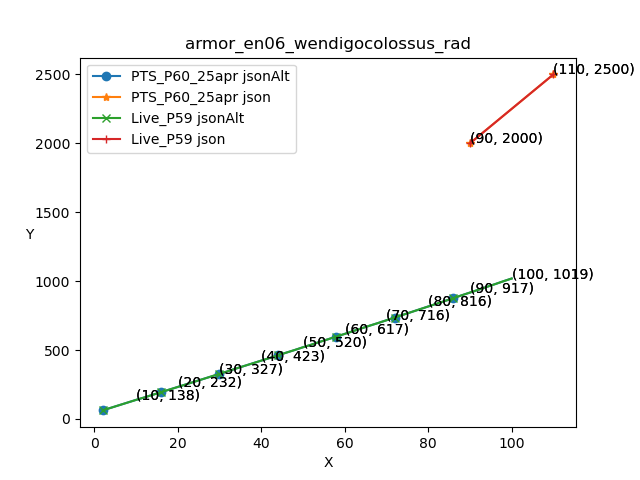 armor_en06_wendigocolossus_rad
PTS_P60_25apr jsonAlt
PTS_P60_25apr json
Live_P59 jsonAlt
Live_P59 json
(110, 2500)
(90, 2000)
(100, 1019)
(90, 917)
(80, 816)
(70, 716)
(60, 617)
(50, 520)
(40, 423)
(30, 327)
(20, 232)
(10, 138)
2500
2000
1500
1000
500
0
Y
0 20 40 60 80 100
X